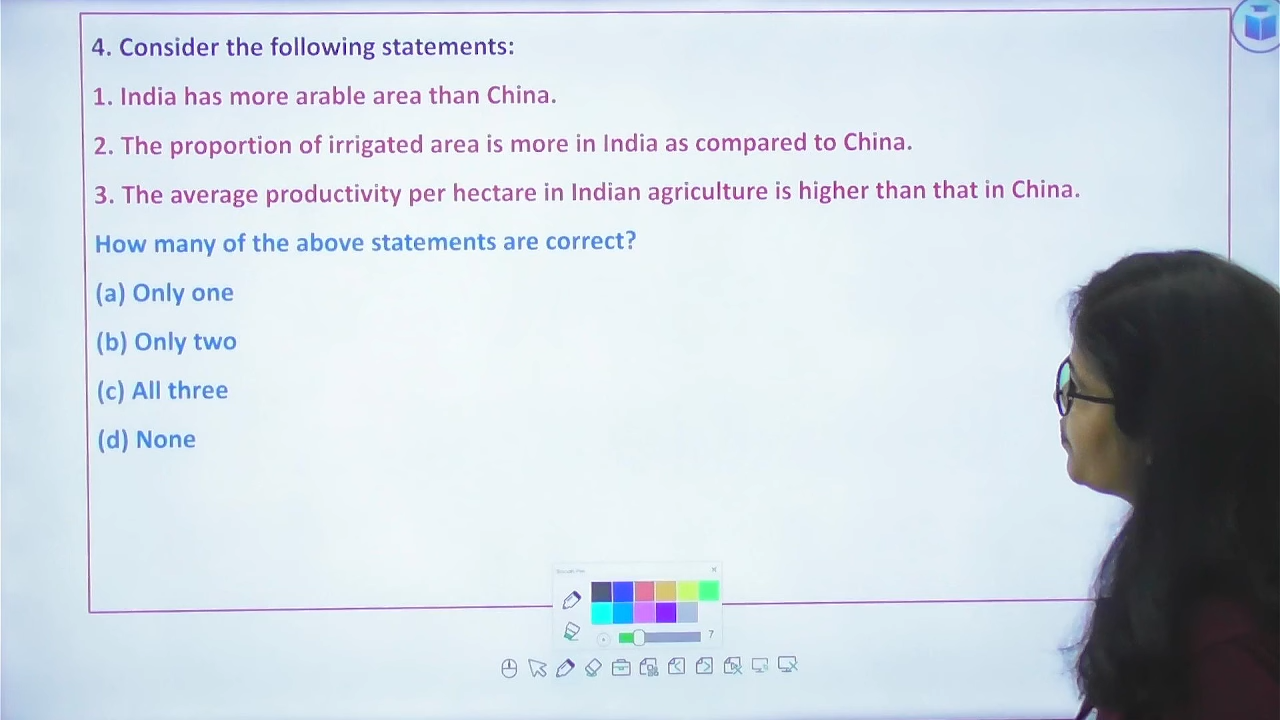 4. Consider the following statements:
1. India has more arable area than China.
2. The proportion of irrigated area is more in India as compared to China.
3. The average productivity per hectare in Indian agriculture is higher than that in China.
How many of the above statements are correct?
(a) Only one
(b) Only two
(c) All three
(d) None
7